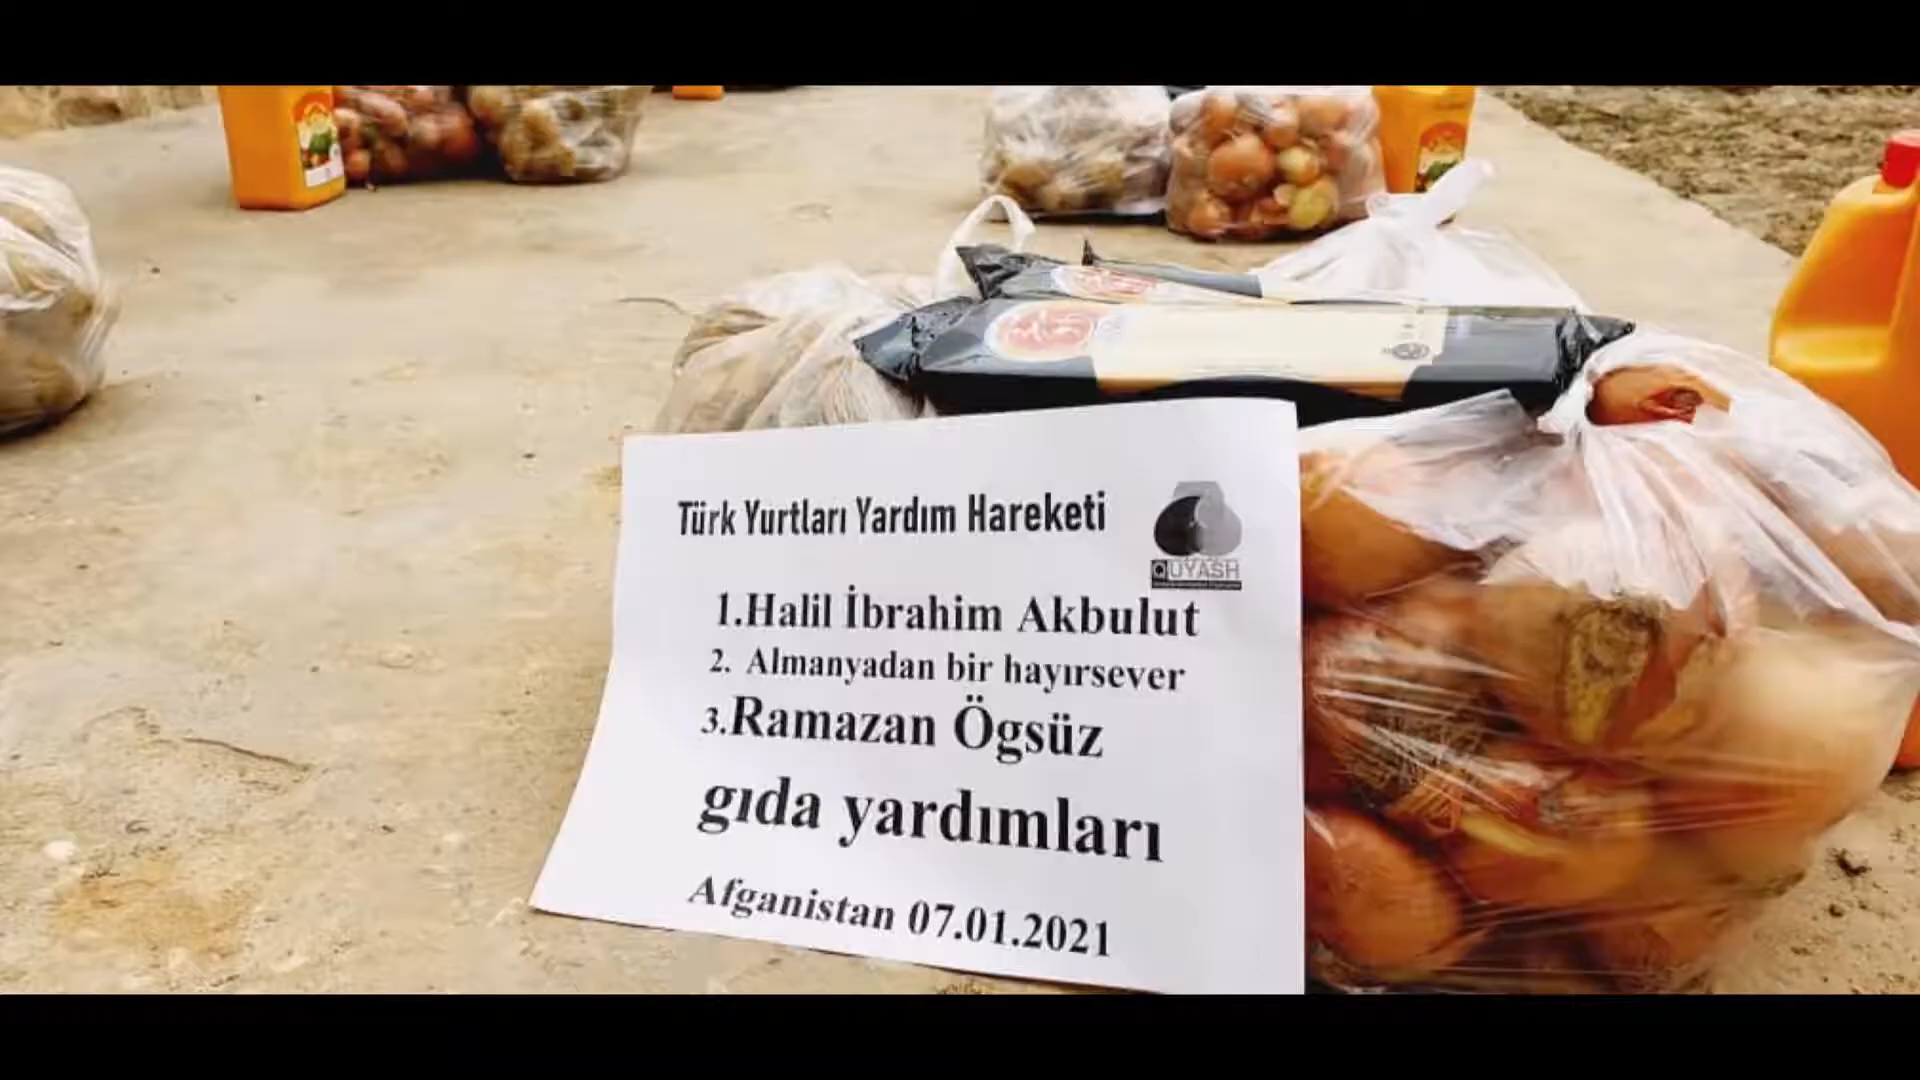 Türk Yurtları Yardım Hareketi
QUYASH
1.Halil İbrahim Akbulut
2. Almanyadan bir hayırsever
3.Ramazan Ögsüz
gıda yardımları
Afganistan 07.01.2021